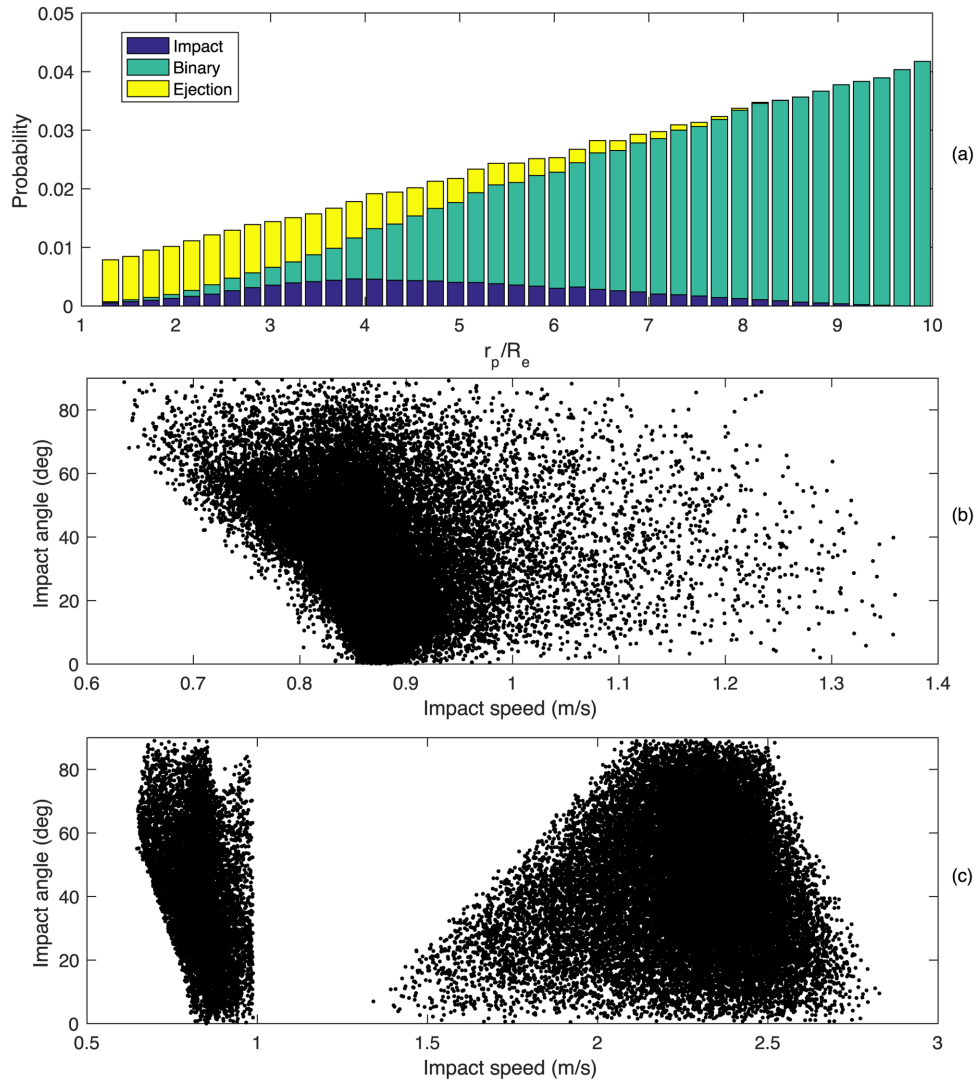 0.05
0.04
0.03
0.02
0.01
0
Probability
Impact
Binary
Ejection
(a)
1 2 3 4 5 6 7 8 9 10
r_p/R_e
80
60
40
20
0
Impact angle (deg)
(b)
0.6 0.7 0.8 0.9 1 1.1 1.2 1.3 1.4
Impact speed (m/s)
80
60
40
20
0
Impact angle (deg)
(c)
0.5 1 1.5 2 2.5 3
Impact speed (m/s)